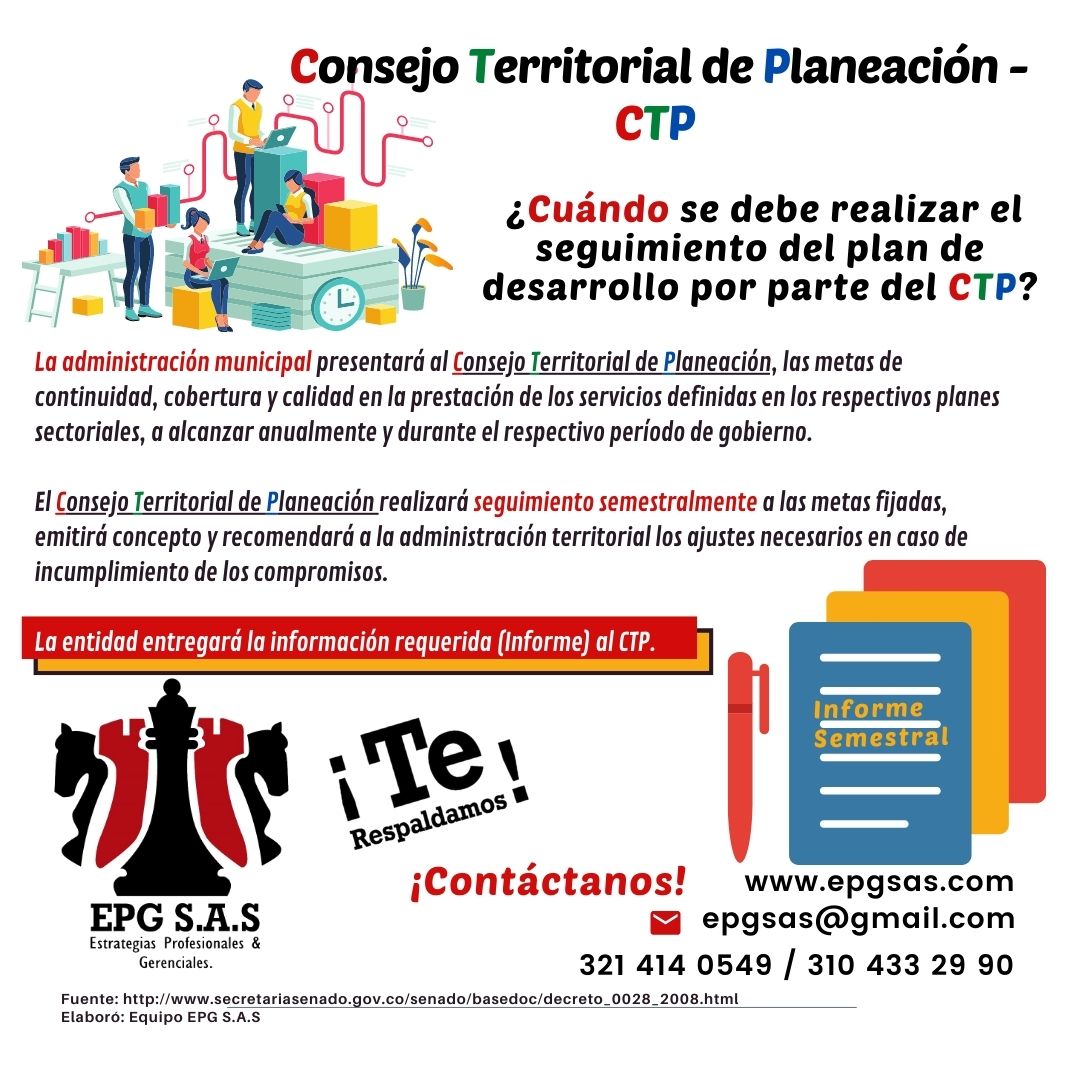 Consejo Territorial de Planeación -
CTP
¿Cuándo se debe realizar el
seguimiento del plan de
desarrollo por parte del CTP?
La administración municipal presentará al Consejo Territorial de Planeación, las metas de
continuidad, cobertura y calidad en la prestación de los servicios definidas en los respectivos planes
sectoriales, a alcanzar anualmente y durante el respectivo período de gobierno.
El Consejo Territorial de Planeación realizará seguimiento semestralmente a las metas fijadas,
emitirá concepto y recomendará a la administración territorial los ajustes necesarios en caso de
incumplimiento de los compromisos.
La entidad entregará la información requerida (Informe) al CTP.
Informe
Semestral
¡Te
Respaldamos!
EPG S.A.S
Estrategias Profesionales &
Gerenciales.
¡Contáctanos!
www.epgsas.com
epgsas@gmail.com
321 414 0549 / 310 433 29 90
Fuente: http://www.secretariasenado.gov.co/senado/basedoc/decreto_0028_2008.html
Elaboró: Equipo EPG S.A.S